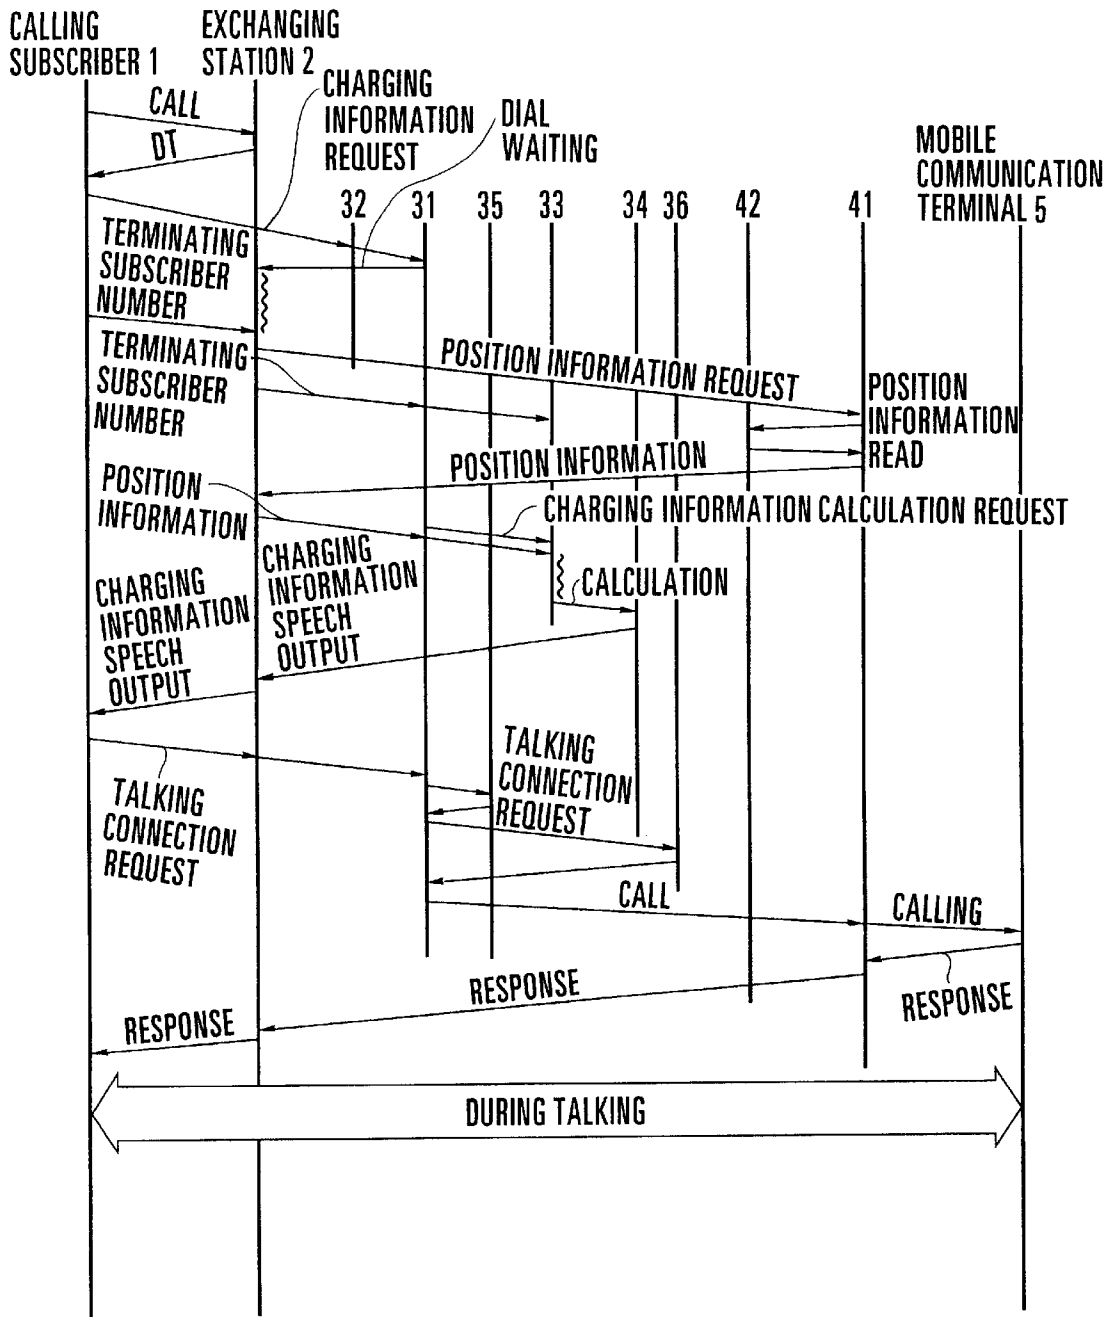 CALLING
SUBSCRIBER 1
EXCHANGING
STATION 2
CHARGING
INFORMATION
REQUEST
DIAL
WAITING
MOBILE
COMMUNICATION
TERMINAL 5
CALL
DT
32
31
35
33
34
36
42
41
TERMINATING
SUBSCRIBER
NUMBER
TERMINATING
SUBSCRIBER
NUMBER
POSITION INFORMATION REQUEST
POSITION
INFORMATION
READ
POSITION INFORMATION
POSITION
INFORMATION
CHARGING INFORMATION CALCULATION REQUEST
CHARGING
INFORMATION
SPEECH
OUTPUT
CALCULATION
CHARGING
INFORMATION
SPEECH
OUTPUT
TALKING
CONNECTION
REQUEST
TALKING
CONNECTION
REQUEST
CALL
CALLING
RESPONSE
RESPONSE
RESPONSE
DURING TALKING